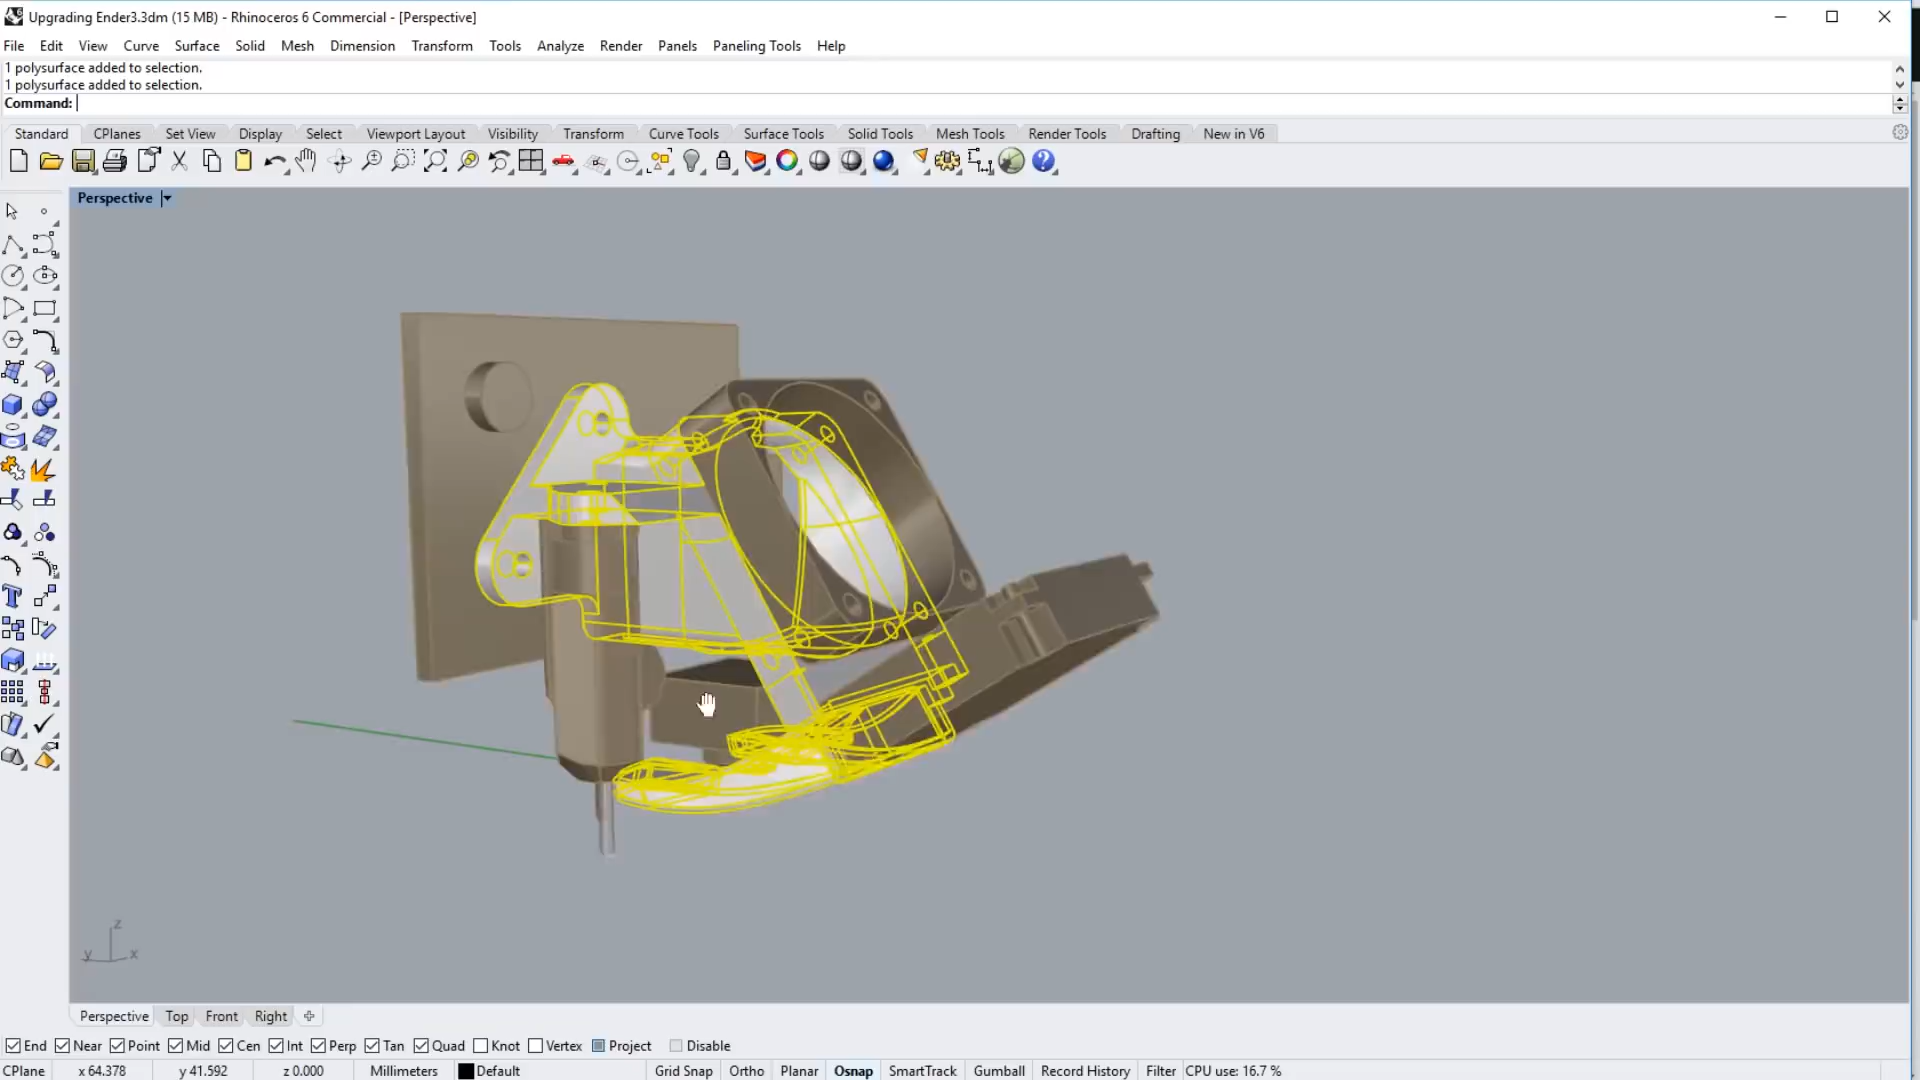 Upgrading Ender3.3dm (15 MB) - Rhinoceros 6 Commercial - [Perspective]
File Edit View Curve Surface Solid Mesh Dimension Transform Tools Analyze Render Panels Paneling Tools Help
1 polysurface added to selection.
1 polysurface added to selection.
Command:
Standard CPlanes Set View Display Select Viewport Layout Visibility Transform Curve Tools Surface Tools Solid Tools Mesh Tools Render Tools Drafting New in V6
Perspective
z
y x
Perspective Top Front Right
End Near Point Mid Cen Int Perp Tan Quad Knot Vertex Project Disable
CPlane x 64.378 y 41.592 z 0.000 Millimeters Default Grid Snap Ortho Planar Osnap SmartTrack Gumball Record History Filter CPU use: 16.7 %